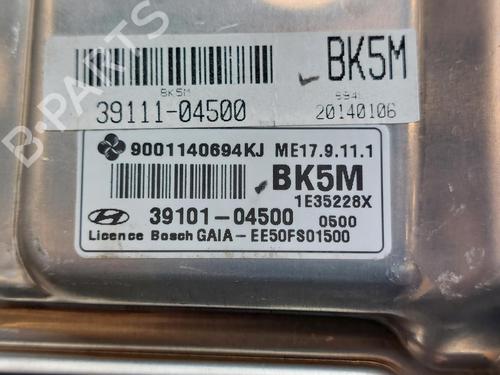 BK5M
BK5M
39111-04500
20140106
9001140694KJ ME17.9.11.1
BK5M
1E35228X
39101-04500 0500
Licence Bosch GAIA-EE50FS01500
B-PARTS